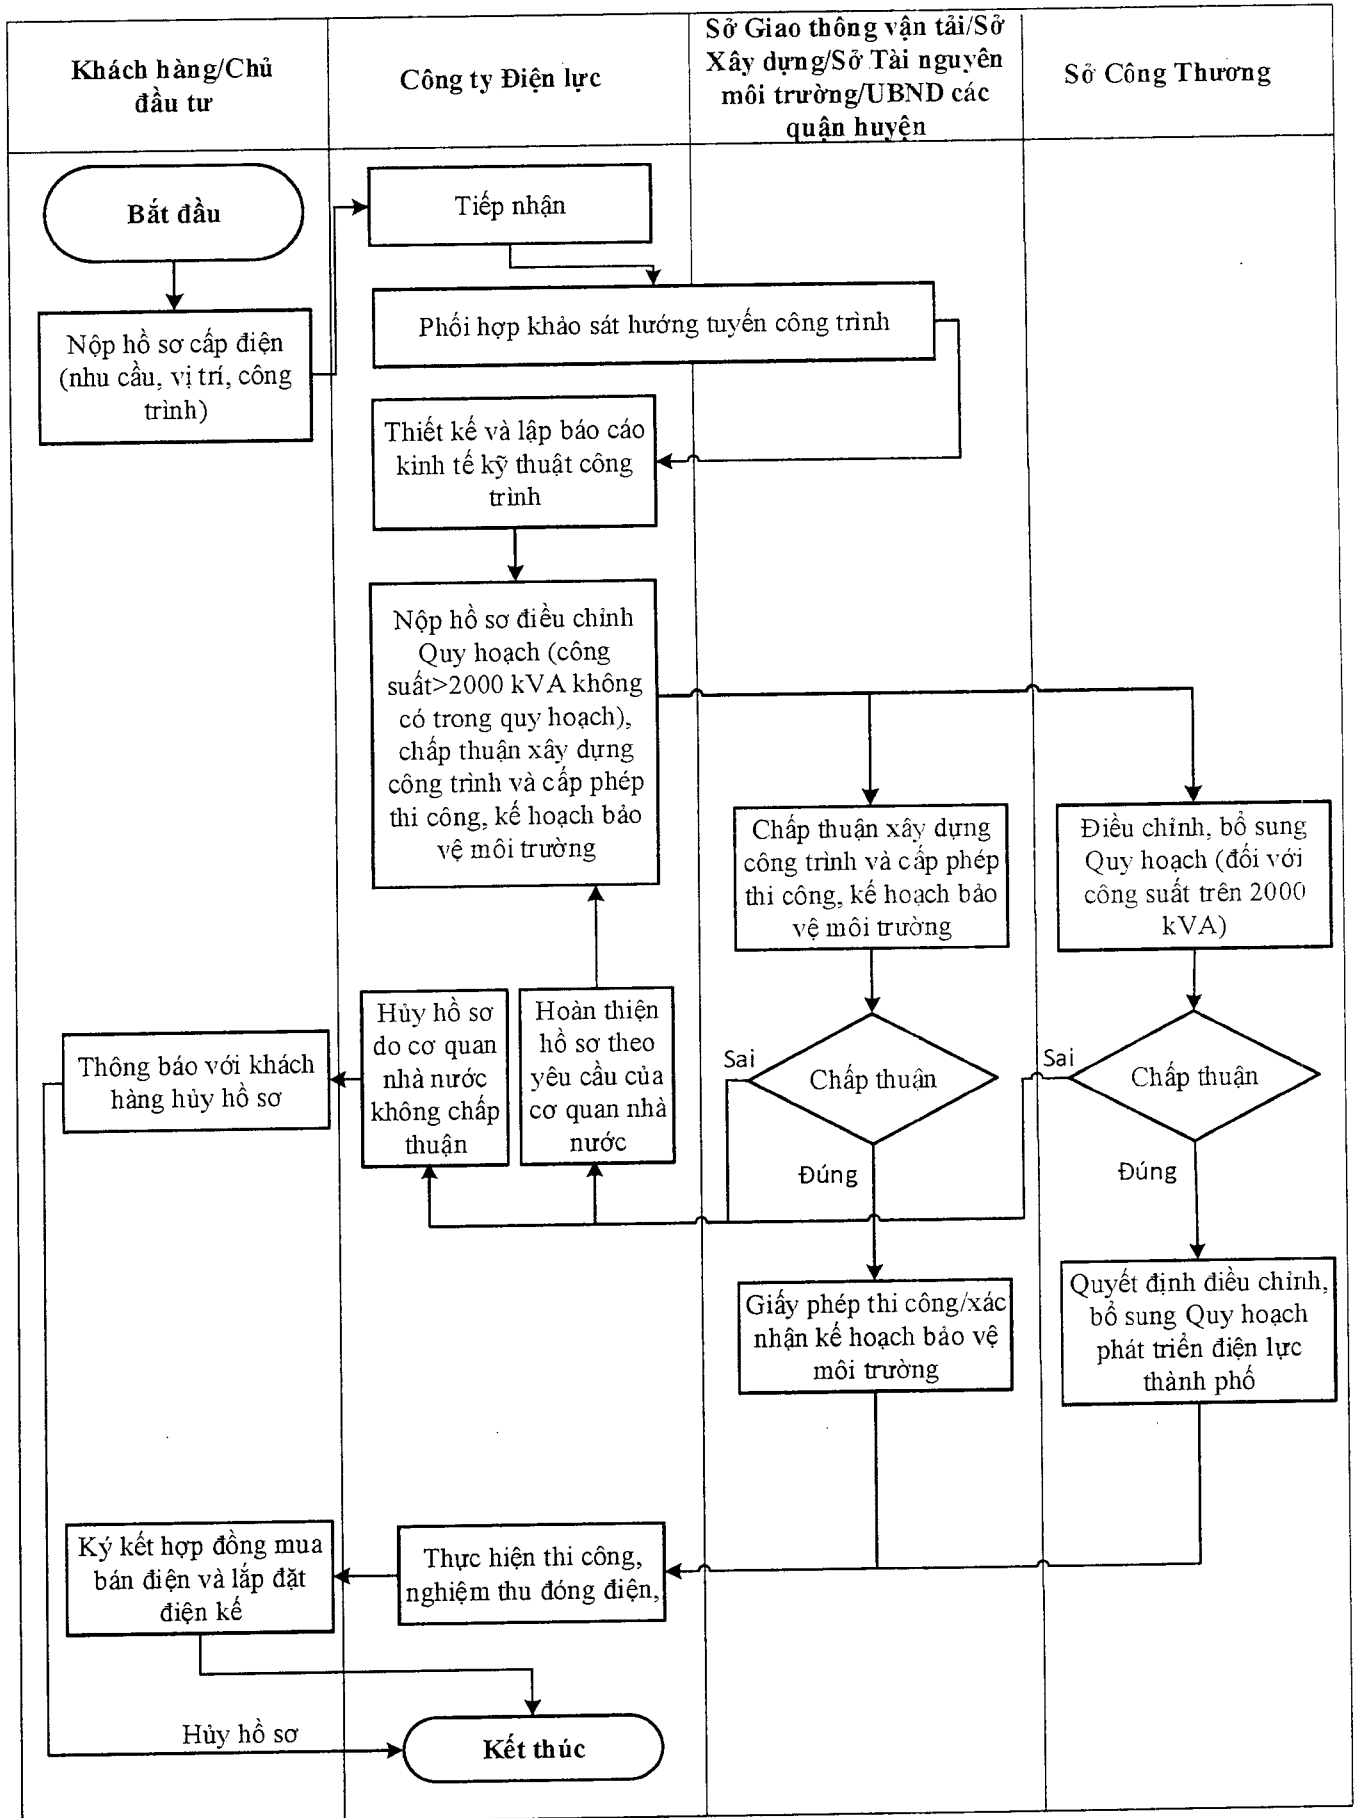 Khách hàng/Chủ
đầu tư
Công ty Điện lực
Sở Giao thông vận tải/Sở
Xây dựng/Sở Tài nguyên
môi trường/UBND các
quận huyện
Sở Công Thương
Bắt đầu
Tiếp nhận
Nộp hồ sơ cấp điện
(nhu cầu, vị trí, công
trình)
Phối hợp khảo sát hướng tuyến công trình
Thiết kế và lập báo cáo
kinh tế kỹ thuật công
trình
Nộp hồ sơ điều chỉnh
Quy hoạch (công
suất>2000 kVA không
có trong quy hoạch),
chấp thuận xây dựng
công trình và cấp phép
thi công, kế hoạch bảo
vệ môi trường
Chấp thuận xây dựng
công trình và cấp phép
thi công, kế hoạch bảo
vệ môi trường
Điều chỉnh, bổ sung
Quy hoạch (đối với
công suất trên 2000
kVA)
Thông báo với khách
hàng hủy hồ sơ
Hủy hồ sơ
do cơ quan
nhà nước
không chấp
thuận
Hoàn thiện
hồ sơ theo
yêu cầu của
cơ quan nhà
nước
Sai
Chấp thuận
Đúng
Sai
Chấp thuận
Đúng
Giấy phép thi công/xác
nhận kế hoạch bảo vệ
môi trường
Quyết định điều chỉnh,
bổ sung Quy hoạch
phát triển điện lực
thành phố
Ký kết hợp đồng mua
bán điện và lắp đặt
điện kế
Thực hiện thi công,
nghiệm thu đóng điện,
Hủy hồ sơ
Kết thúc